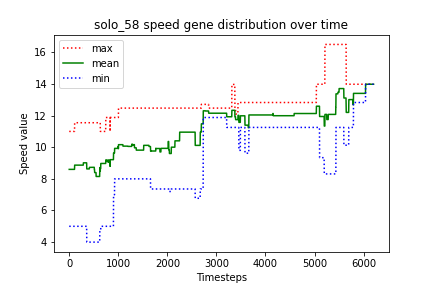 solo_58 speed gene distribution over time
max
mean
min
Speed value
16
14
12
10
8
6
4
0 1000 2000 3000 4000 5000 6000
Timesteps